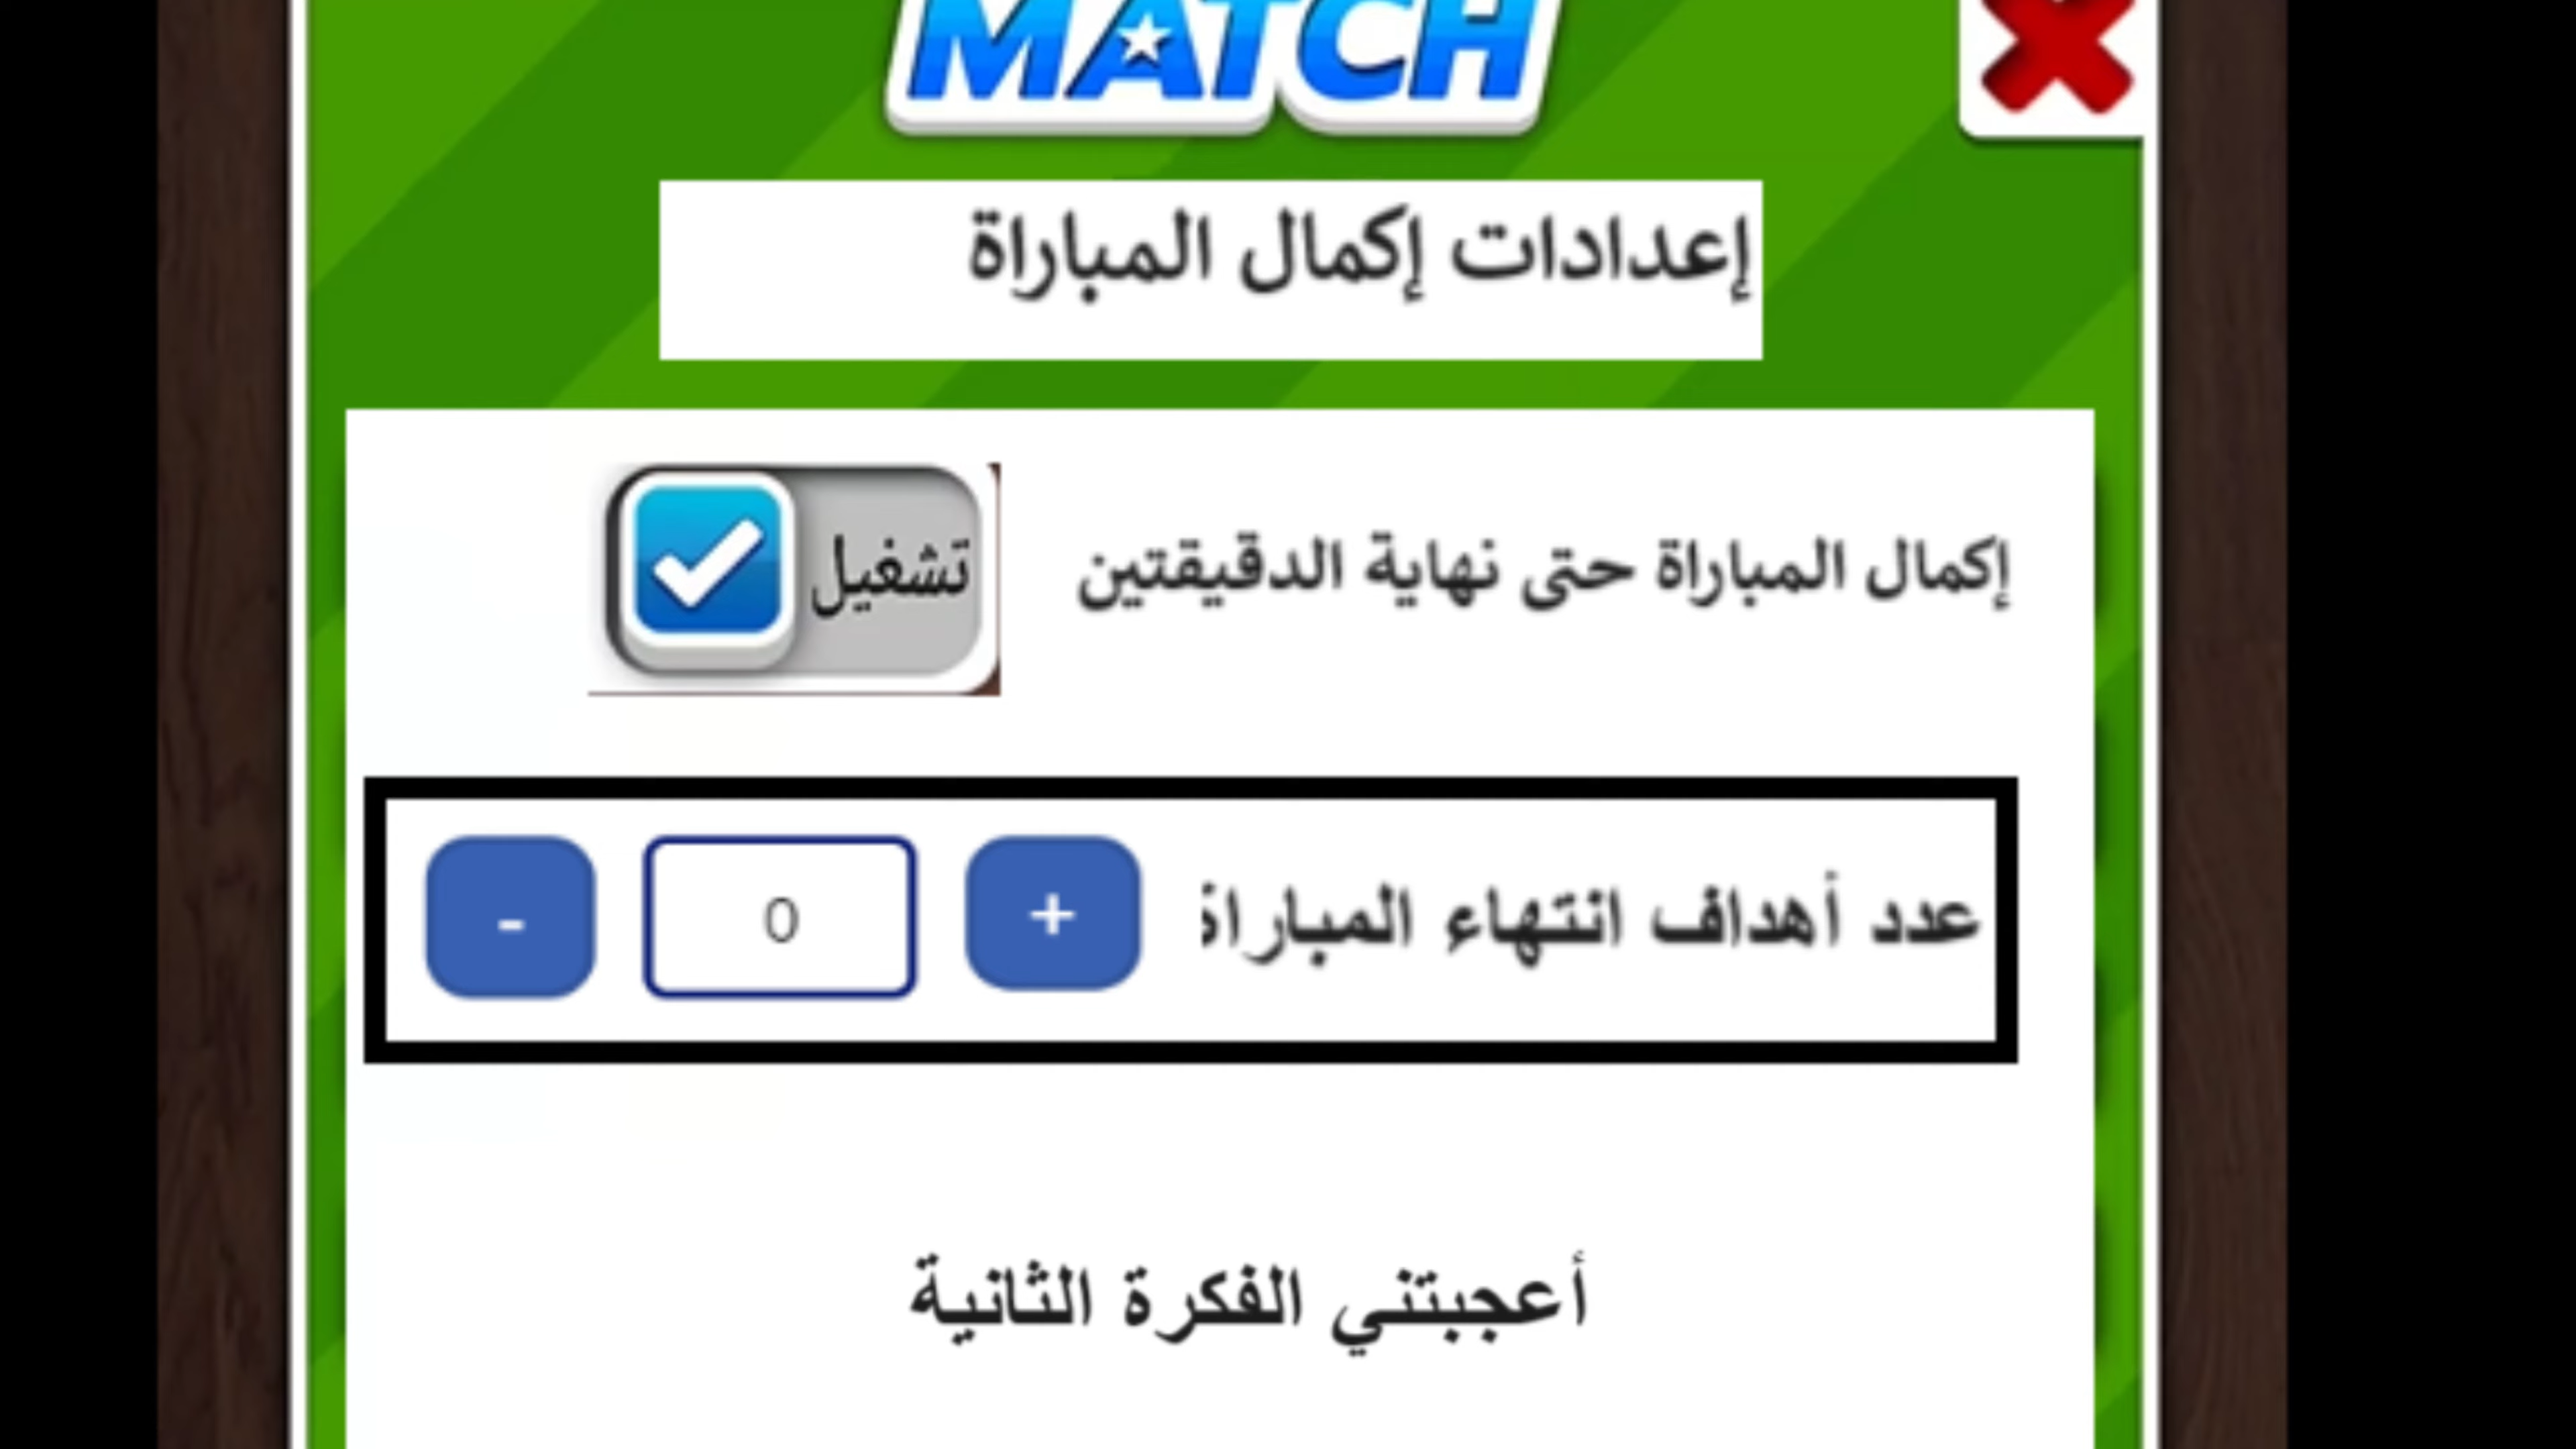 MATCH
إعدادات إكمال المباراة
إكمال المباراة حتى نهاية الدقيقتين
تشغيل
عدد أهداف انتهاء المباراة
+ 0 -
أعجبتني الفكرة الثانية